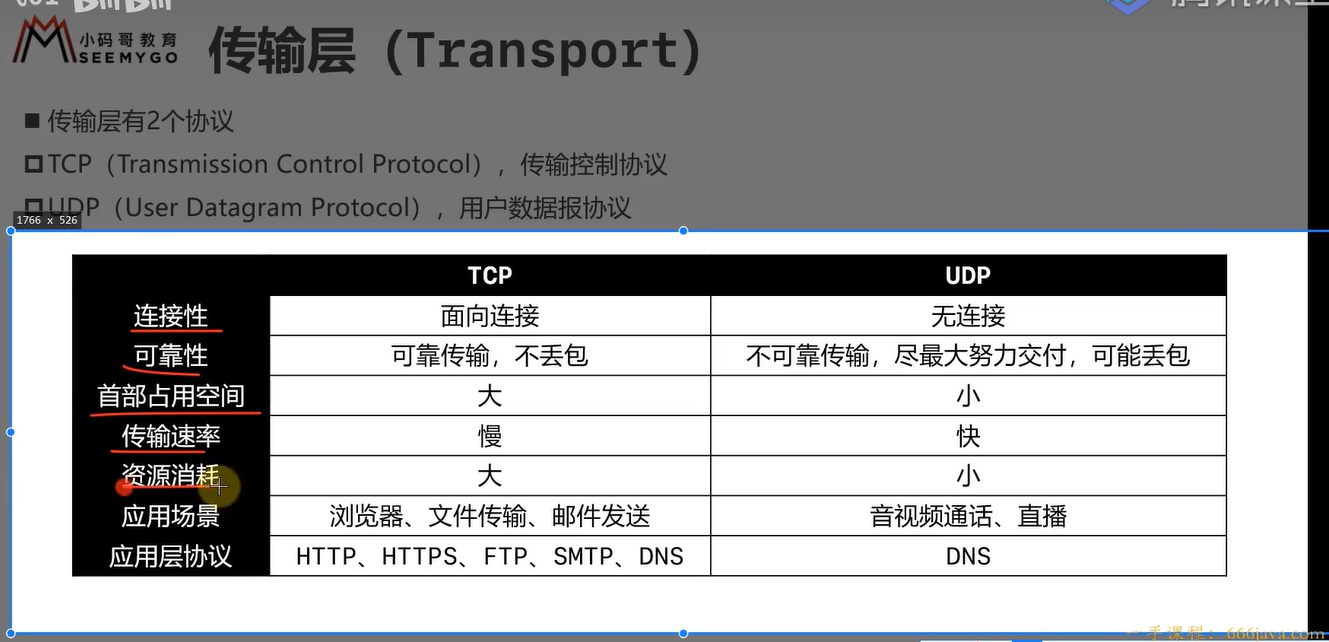 小码哥教育
SEEMYGO
传输层（Transport）
传输层有2个协议
TCP（Transmission Control Protocol），传输控制协议
UDP（User Datagram Protocol），用户数据报协议
1766 x 526
TCP UDP
连接性 面向连接 无连接
可靠性 可靠传输，不丢包 不可靠传输，尽最大努力交付，可能丢包
首部占用空间 大 小
传输速率 慢 快
资源消耗 大 小
应用场景 浏览器、文件传输、邮件发送 音视频通话、直播
应用层协议 HTTP、HTTPS、FTP、SMTP、DNS DNS
一手课程：666java.com